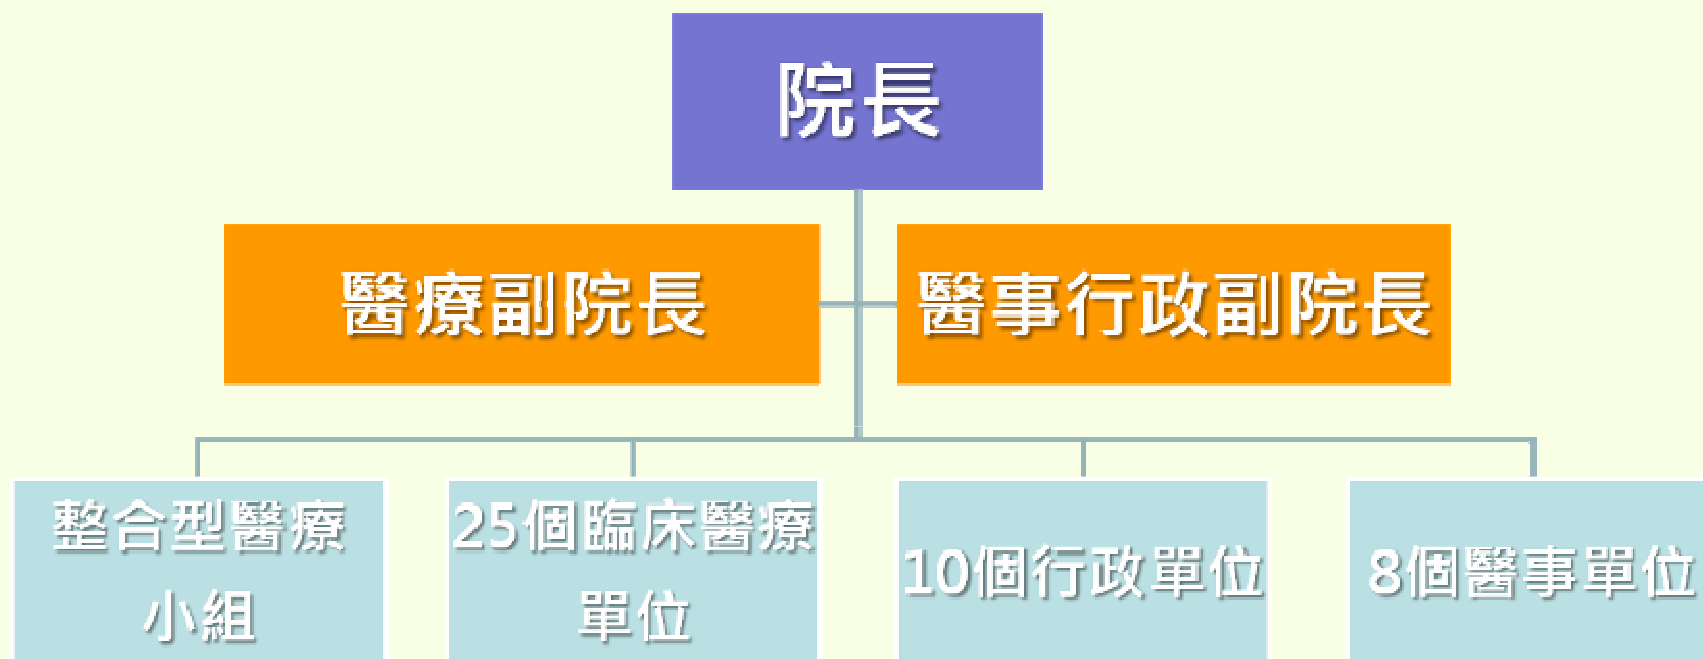 院長
醫療副院長
醫事行政副院長
整合型醫療
小組
25個臨床醫療
單位
10個行政單位
8個醫事單位